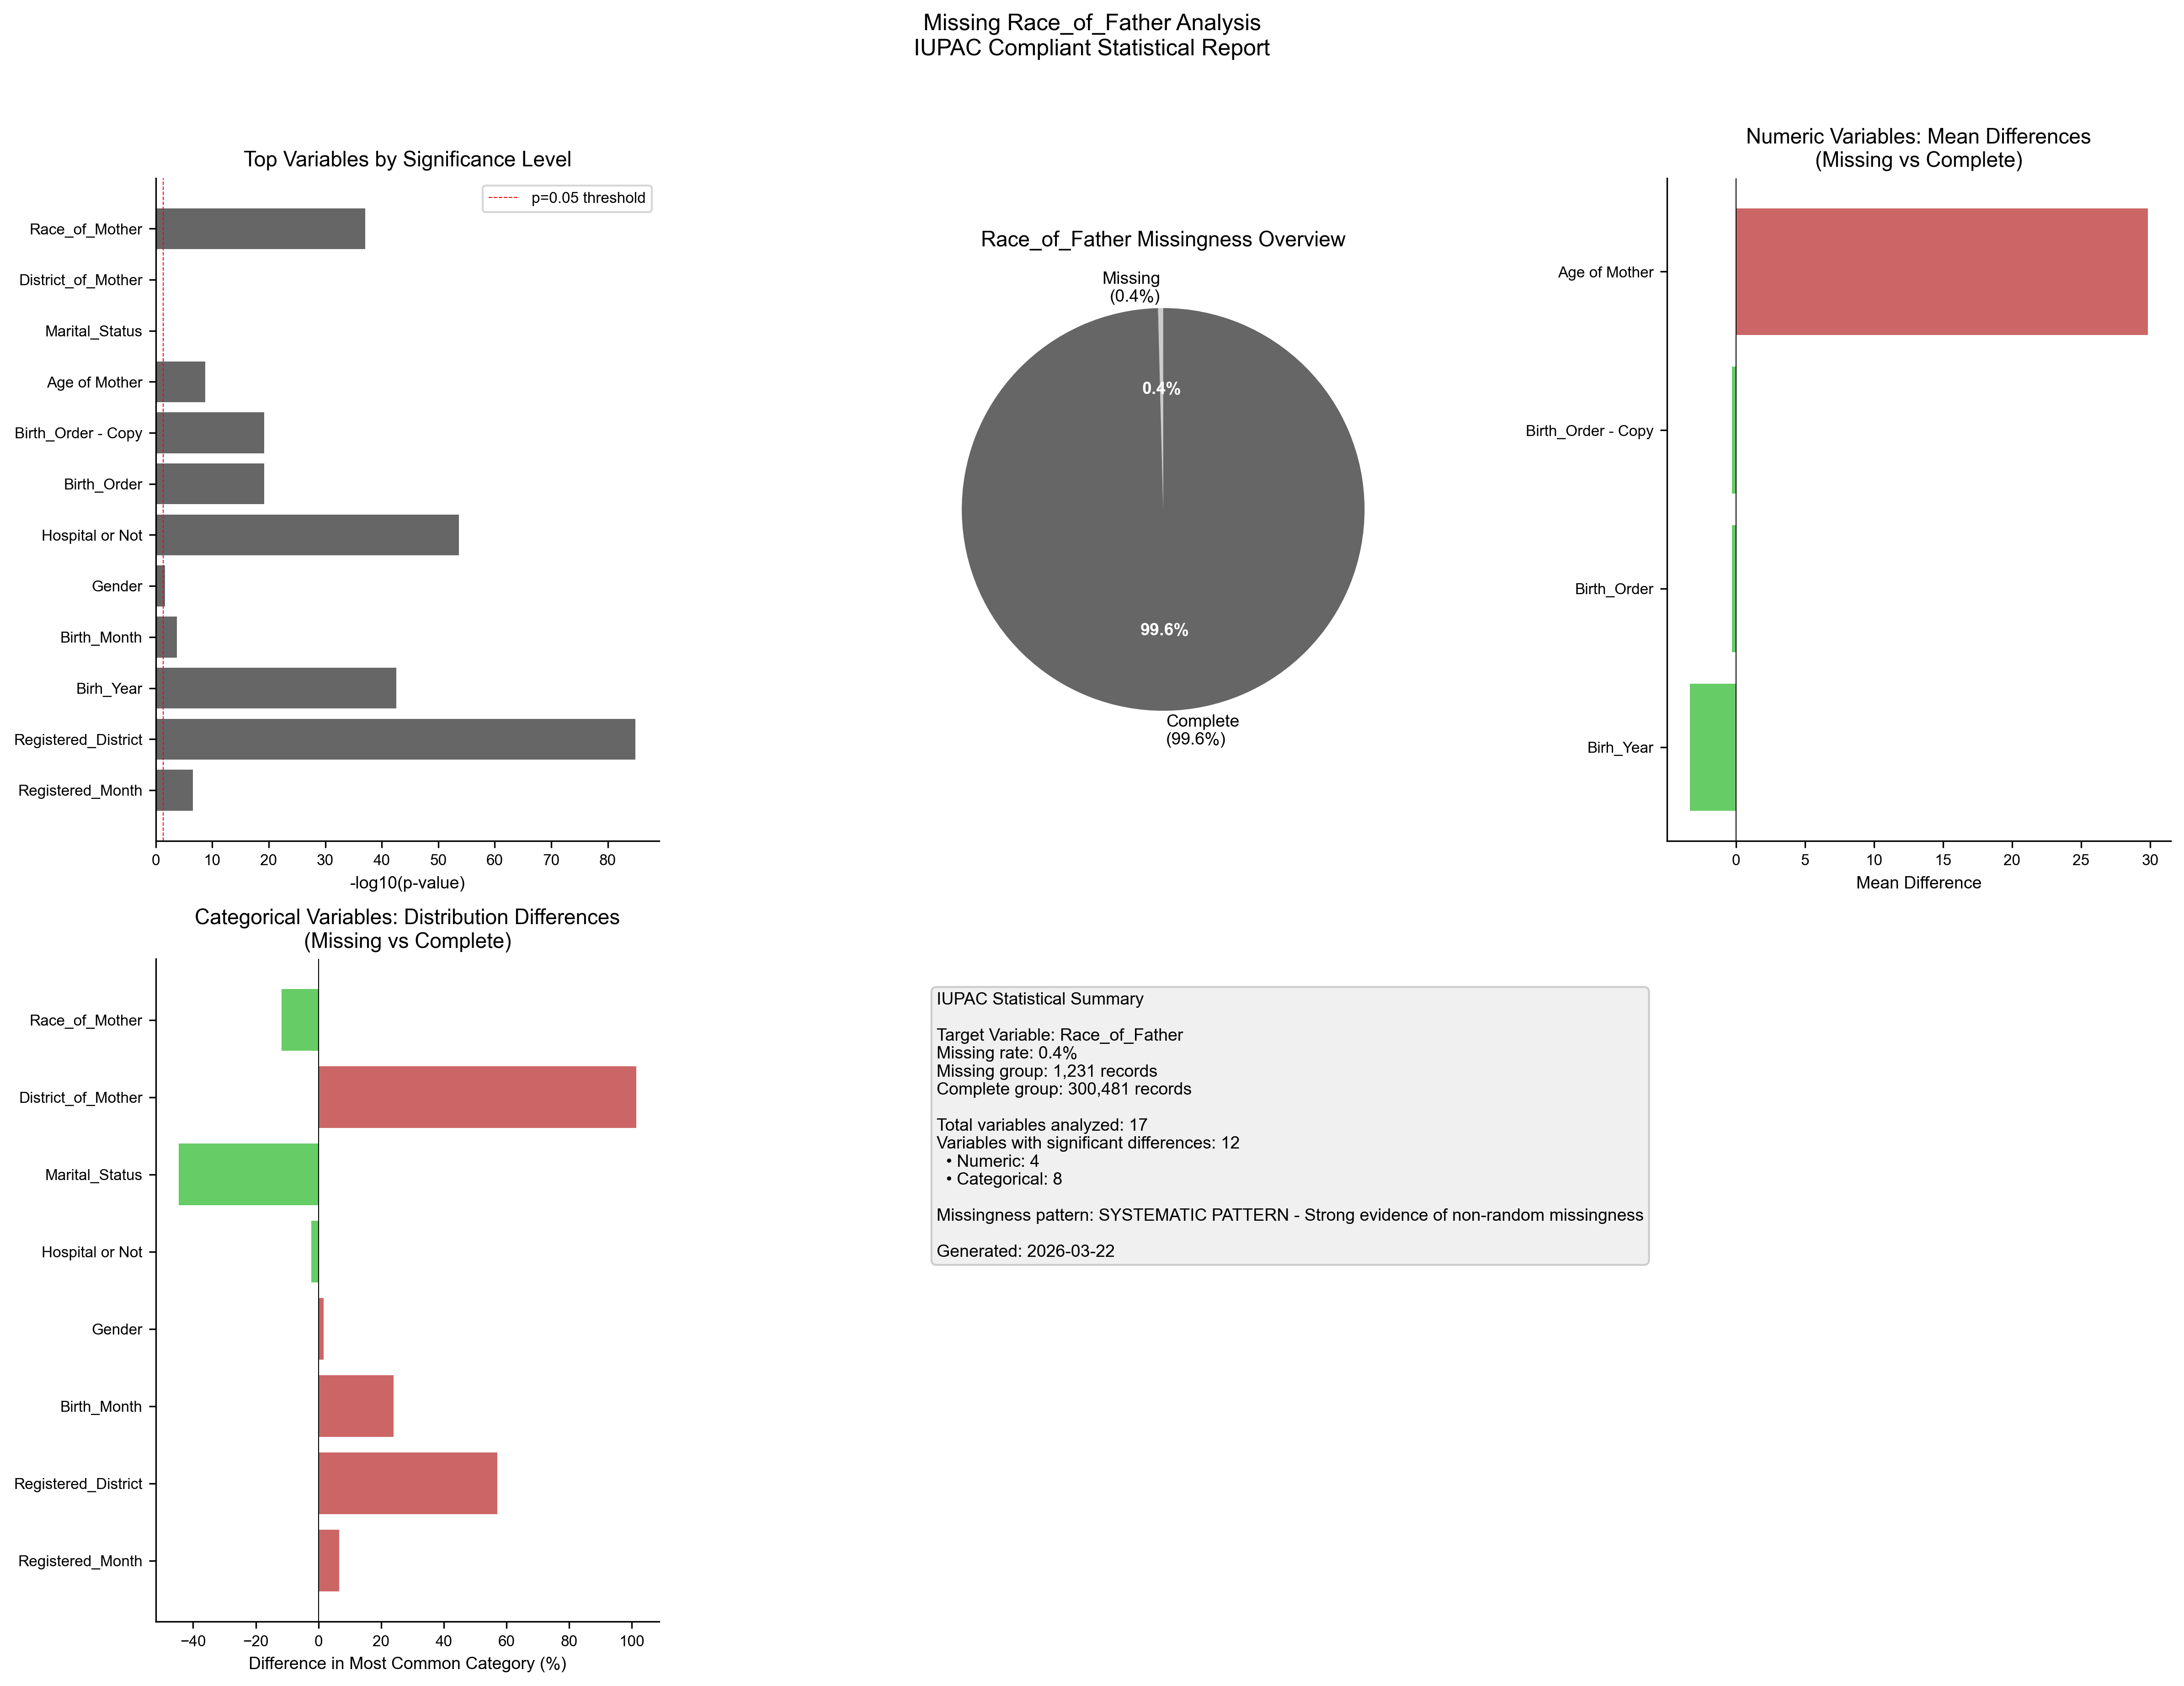 Missing Race_of_Father Analysis
IUPAC Compliant Statistical Report
Top Variables by Significance Level
p=0.05 threshold
Race_of_Mother
District_of_Mother
Marital_Status
Age of Mother
Birth_Order - Copy
Birth_Order
Hospital or Not
Gender
Birth_Month
Birh_Year
Registered_District
Registered_Month
0 10 20 30 40 50 60 70 80
-log10(p-value)
Race_of_Father Missingness Overview
Missing
(0.4%)
0.4%
99.6%
Complete
(99.6%)
Numeric Variables: Mean Differences
(Missing vs Complete)
Age of Mother
Birth_Order - Copy
Birth_Order
Birh_Year
0 5 10 15 20 25 30
Mean Difference
Categorical Variables: Distribution Differences
(Missing vs Complete)
Race_of_Mother
District_of_Mother
Marital_Status
Hospital or Not
Gender
Birth_Month
Registered_District
Registered_Month
−40 −20 0 20 40 60 80 100
Difference in Most Common Category (%)
IUPAC Statistical Summary
Target Variable: Race_of_Father
Missing rate: 0.4%
Missing group: 1,231 records
Complete group: 300,481 records
Total variables analyzed: 17
Variables with significant differences: 12
• Numeric: 4
• Categorical: 8
Missingness pattern: SYSTEMATIC PATTERN - Strong evidence of non-random missingness
Generated: 2026-03-22